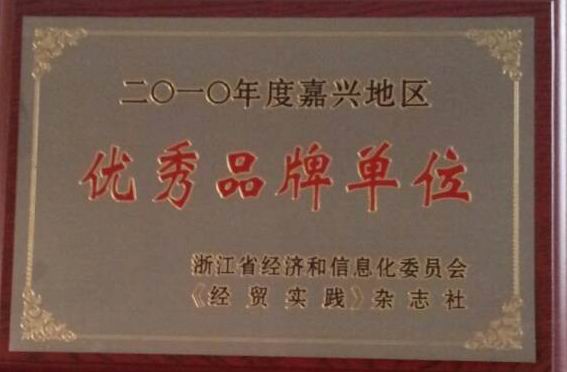 二〇一〇年度嘉兴地区
优秀品牌单位
浙江省经济和信息化委员会
《经贸实践》杂志社